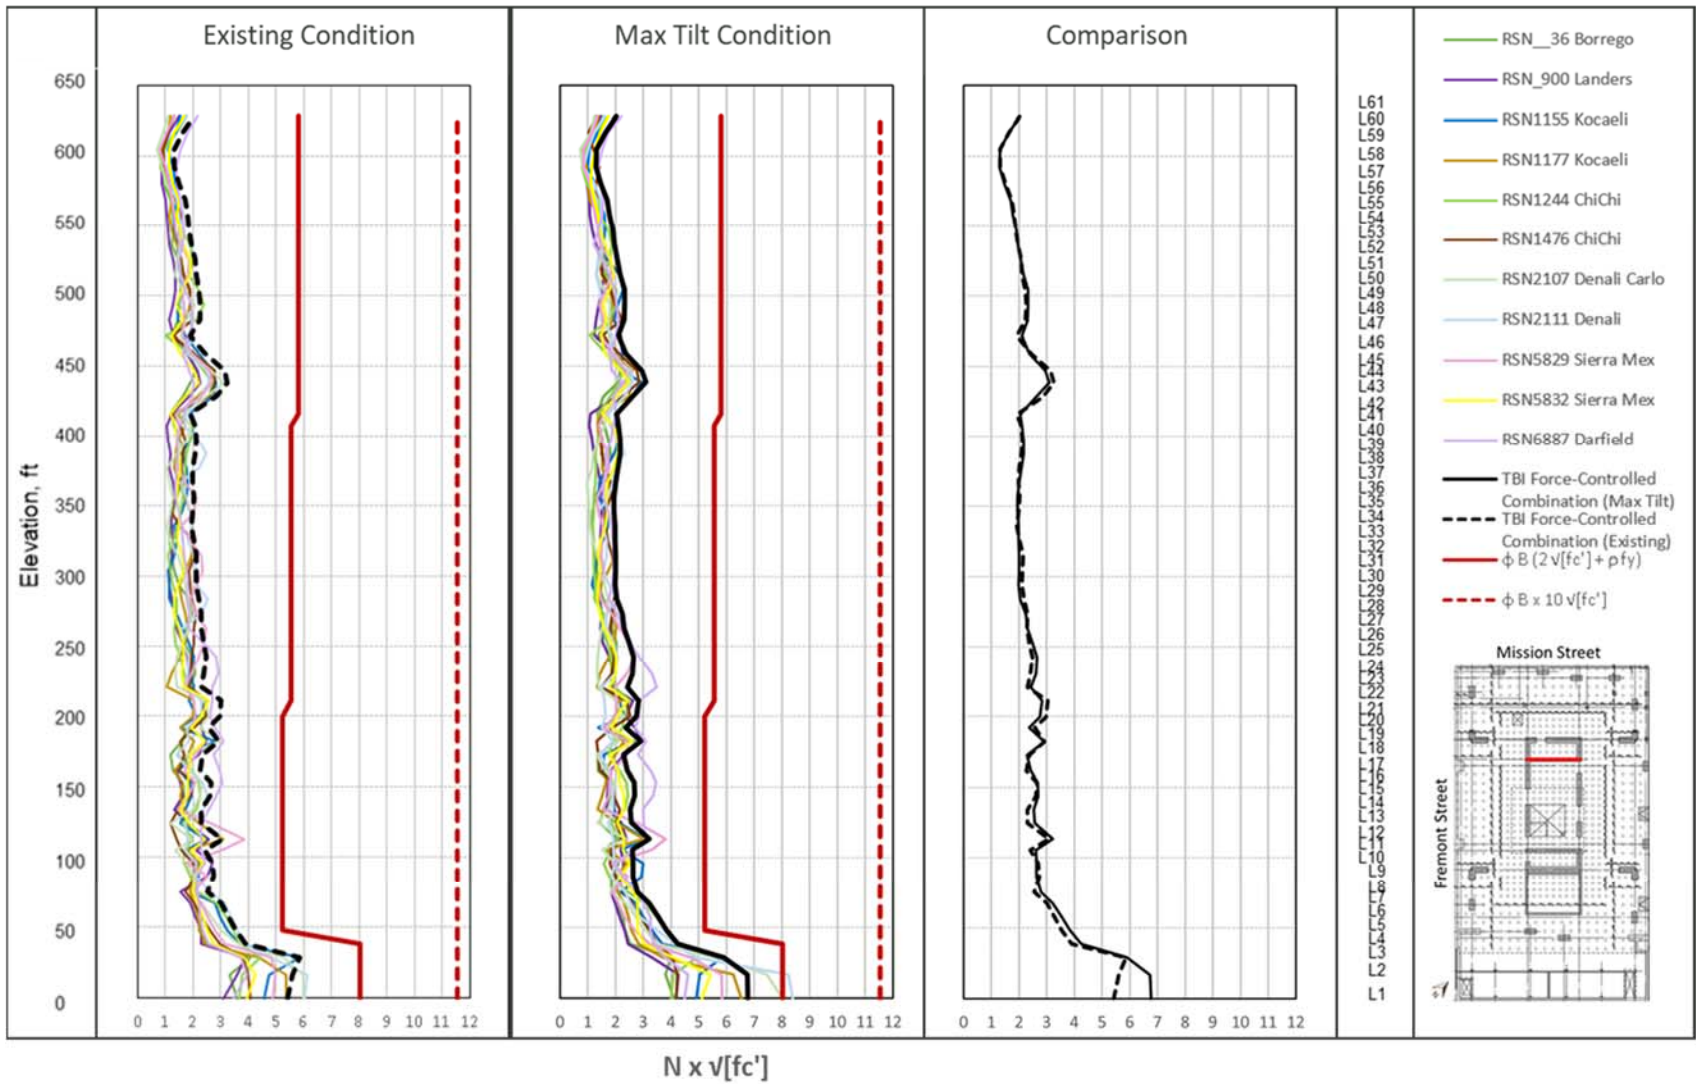 Existing Condition
Max Tilt Condition
Comparison
Elevation, ft
650
600
550
500
450
400
350
300
250
200
150
100
50
0
0 1 2 3 4 5 6 7 8 9 10 11 12
0 1 2 3 4 5 6 7 8 9 10 11 12
0 1 2 3 4 5 6 7 8 9 10 11 12
N x √[fc']
L61
L60
L59
L58
L57
L56
L55
L54
L53
L52
L51
L50
L49
L48
L47
L46
L45
L44
L43
L42
L41
L40
L39
L38
L37
L36
L35
L34
L33
L32
L31
L30
L29
L28
L27
L26
L25
L24
L23
L22
L21
L20
L19
L18
L17
L16
L15
L14
L13
L12
L11
L10
L9
L8
L7
L6
L5
L4
L3
L2
L1
RSN__36 Borrego
RSN_900 Landers
RSN1155 Kocaeli
RSN1177 Kocaeli
RSN1244 ChiChi
RSN1476 ChiChi
RSN2107 Denali Carlo
RSN2111 Denali
RSN5829 Sierra Mex
RSN5832 Sierra Mex
RSN6887 Darfield
TBI Force-Controlled
Combination (Max Tilt)
TBI Force-Controlled
Combination (Existing)
ϕ B (2 √[fc'] + ρ fy)
ϕ B x 10 √[fc']
Mission Street
Fremont Street